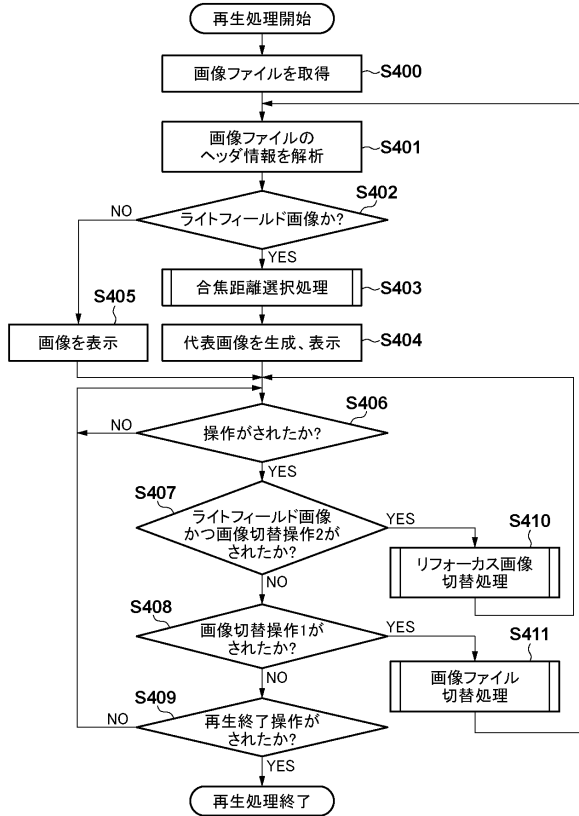 再生処理開始
画像ファイルを取得
S400
画像ファイルの
ヘッダ情報を解析
S401
S402
ライトフィールド画像か?
NO
YES
合焦距離選択処理
S403
S405
画像を表示
代表画像を生成、表示
S404
S406
操作がされたか?
NO
YES
S407
ライトフィールド画像
かつ画像切替操作2が
されたか?
YES
NO
S410
リフォーカス画像
切替処理
S408
画像切替操作1が
されたか?
YES
NO
S411
画像ファイル
切替処理
S409
再生終了操作が
されたか?
NO
YES
再生処理終了